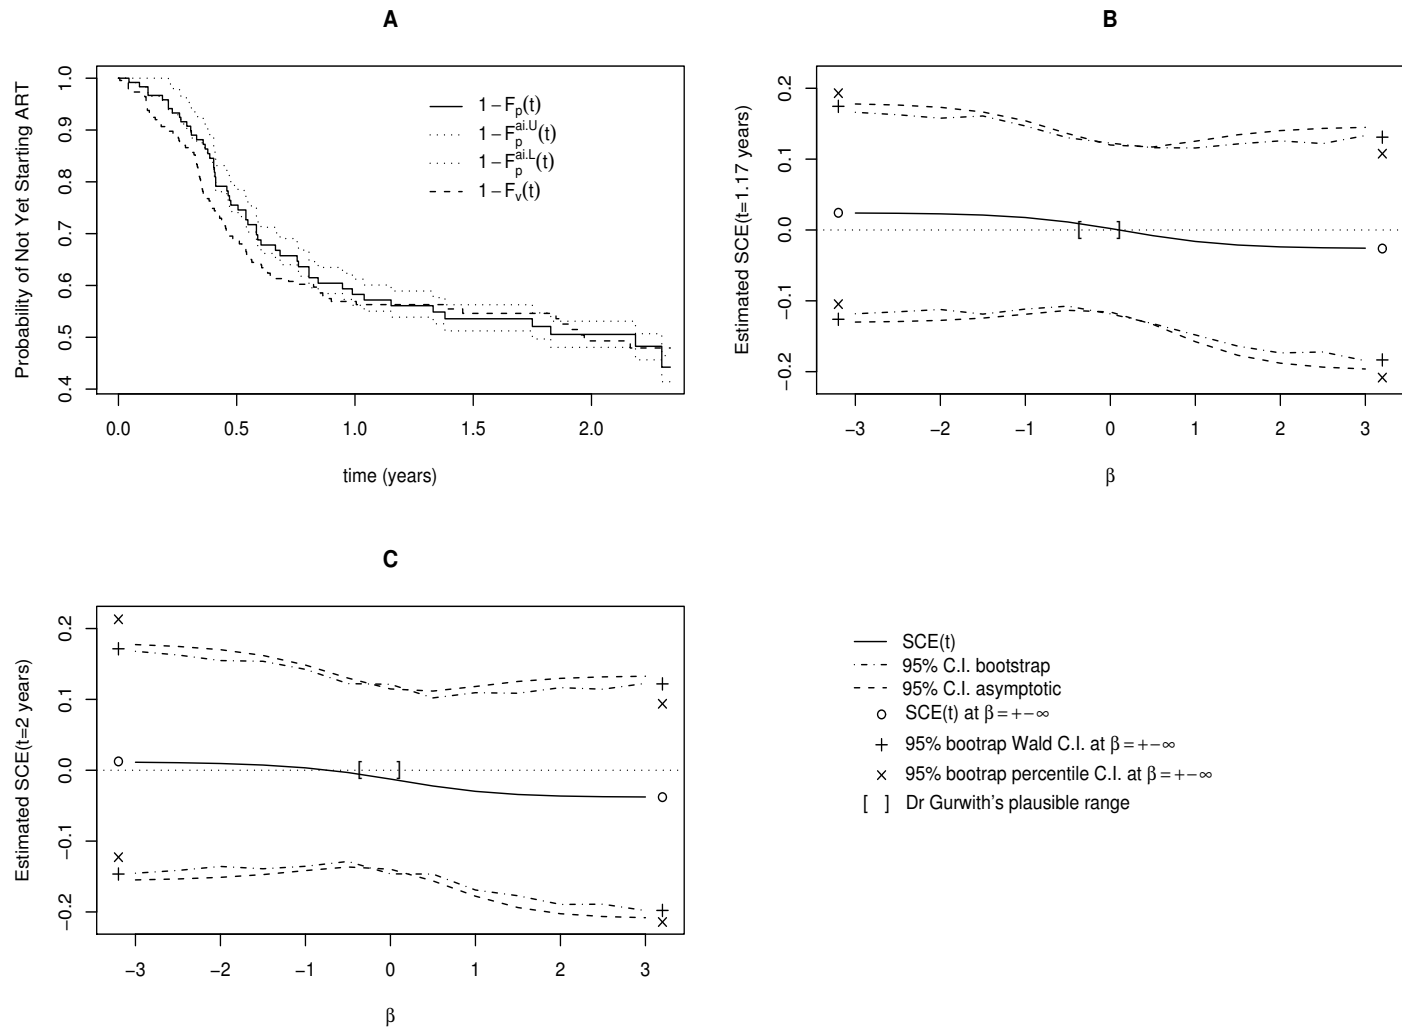 A
Probability of Not Yet Starting ART
1.0
0.9
0.8
0.7
0.6
0.5
0.4
1−Fp(t)
1−Fp^ai.U(t)
1−Fp^ai.L(t)
1−Fv(t)
0.0 0.5 1.0 1.5 2.0
time (years)
B
Estimated SCE(t=1.17 years)
0.2
0.1
0.0
−0.1
−0.2
[ ]
−3 −2 −1 0 1 2 3
β
C
Estimated SCE(t=2 years)
0.2
0.1
0.0
−0.1
−0.2
[ ]
−3 −2 −1 0 1 2 3
β
SCE(t)
95% C.I. bootstrap
95% C.I. asymptotic
SCE(t) at β=+−∞
95% bootrap Wald C.I. at β=+−∞
95% bootrap percentile C.I. at β=+−∞
[ ] Dr Gurwith's plausible range